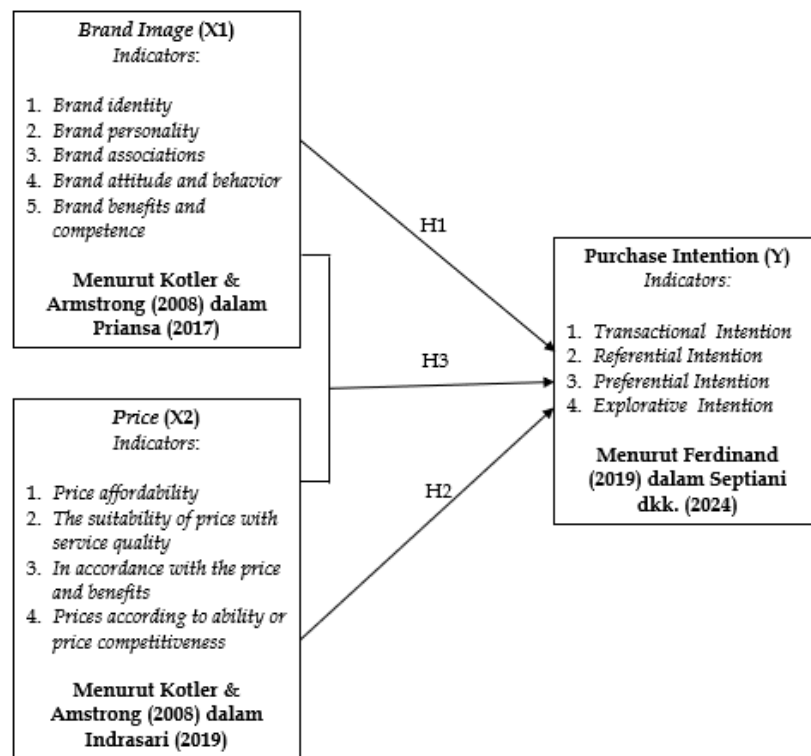 Brand Image (X1)
Indicators:
1. Brand identity
2. Brand personality
3. Brand associations
4. Brand attitude and behavior
5. Brand benefits and
competence
Menurut Kotler &
Armstrong (2008) dalam
Priansa (2017)
H1
H3
H2
Price (X2)
Indicators:
1. Price affordability
2. The suitability of price with
service quality
3. In accordance with the price
and benefits
4. Prices according to ability or
price competitiveness
Menurut Kotler &
Amstrong (2008) dalam
Indrasari (2019)
Purchase Intention (Y)
Indicators:
1. Transactional Intention
2. Referential Intention
3. Preferential Intention
4. Explorative Intention
Menurut Ferdinand
(2019) dalam Septiani
dkk. (2024)